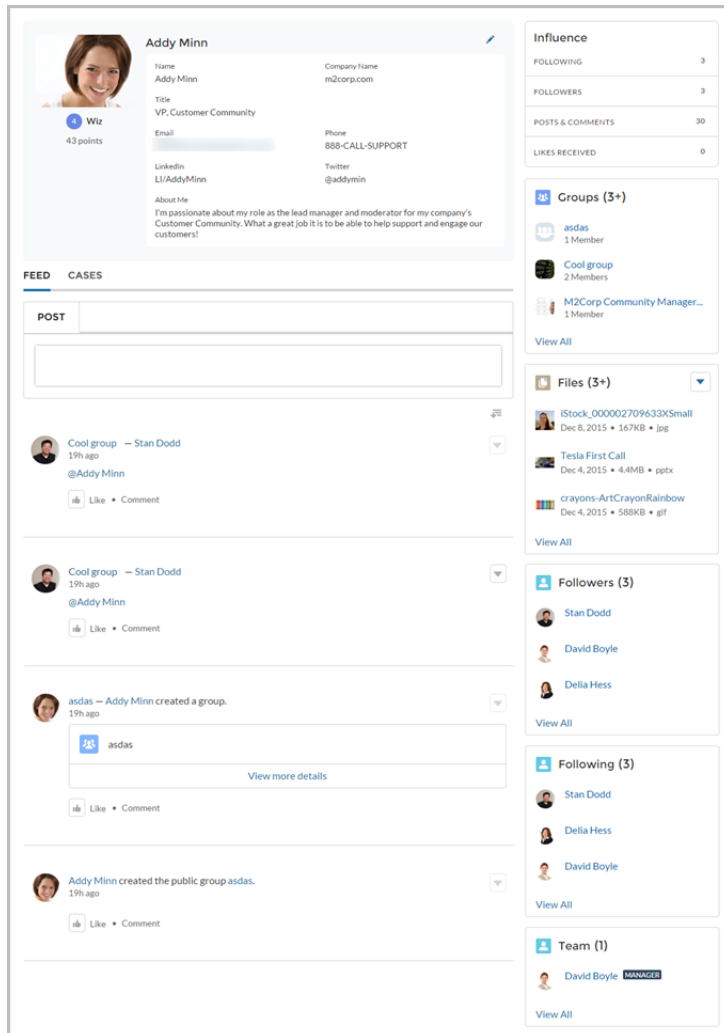 Addy Minn
Name
Addy Minn
Company Name
m2corp.com
Title
VP, Customer Community
Email
Phone
888-CALL-SUPPORT
LinkedIn
LI/AddyMinn
Twitter
@addymin
About Me
I'm passionate about my role as the lead manager and moderator for my company's
Customer Community. What a great job it is to be able to help support and engage our
customers!
4 Wiz
43 points
FEED CASES
POST
Cool group — Stan Dodd
19h ago
@Addy Minn
Like • Comment
Cool group — Stan Dodd
19h ago
@Addy Minn
Like • Comment
asdas — Addy Minn created a group.
19h ago
asdas
View more details
Like • Comment
Addy Minn created the public group asdas.
19h ago
Like • Comment
Influence
FOLLOWING 3
FOLLOWERS 3
POSTS & COMMENTS 30
LIKES RECEIVED 0
Groups (3+)
asdas
1 Member
Cool group
2 Members
M2Corp Community Manager...
1 Member
View All
Files (3+)
iStock_000002709633XSmall
Dec 8, 2015 • 167KB • jpg
Tesla First Call
Dec 4, 2015 • 4.4MB • pptx
crayons-ArtCrayonRainbow
Dec 4, 2015 • 588KB • gif
View All
Followers (3)
Stan Dodd
David Boyle
Delia Hess
View All
Following (3)
Stan Dodd
Delia Hess
David Boyle
View All
Team (1)
David Boyle MANAGER
View All